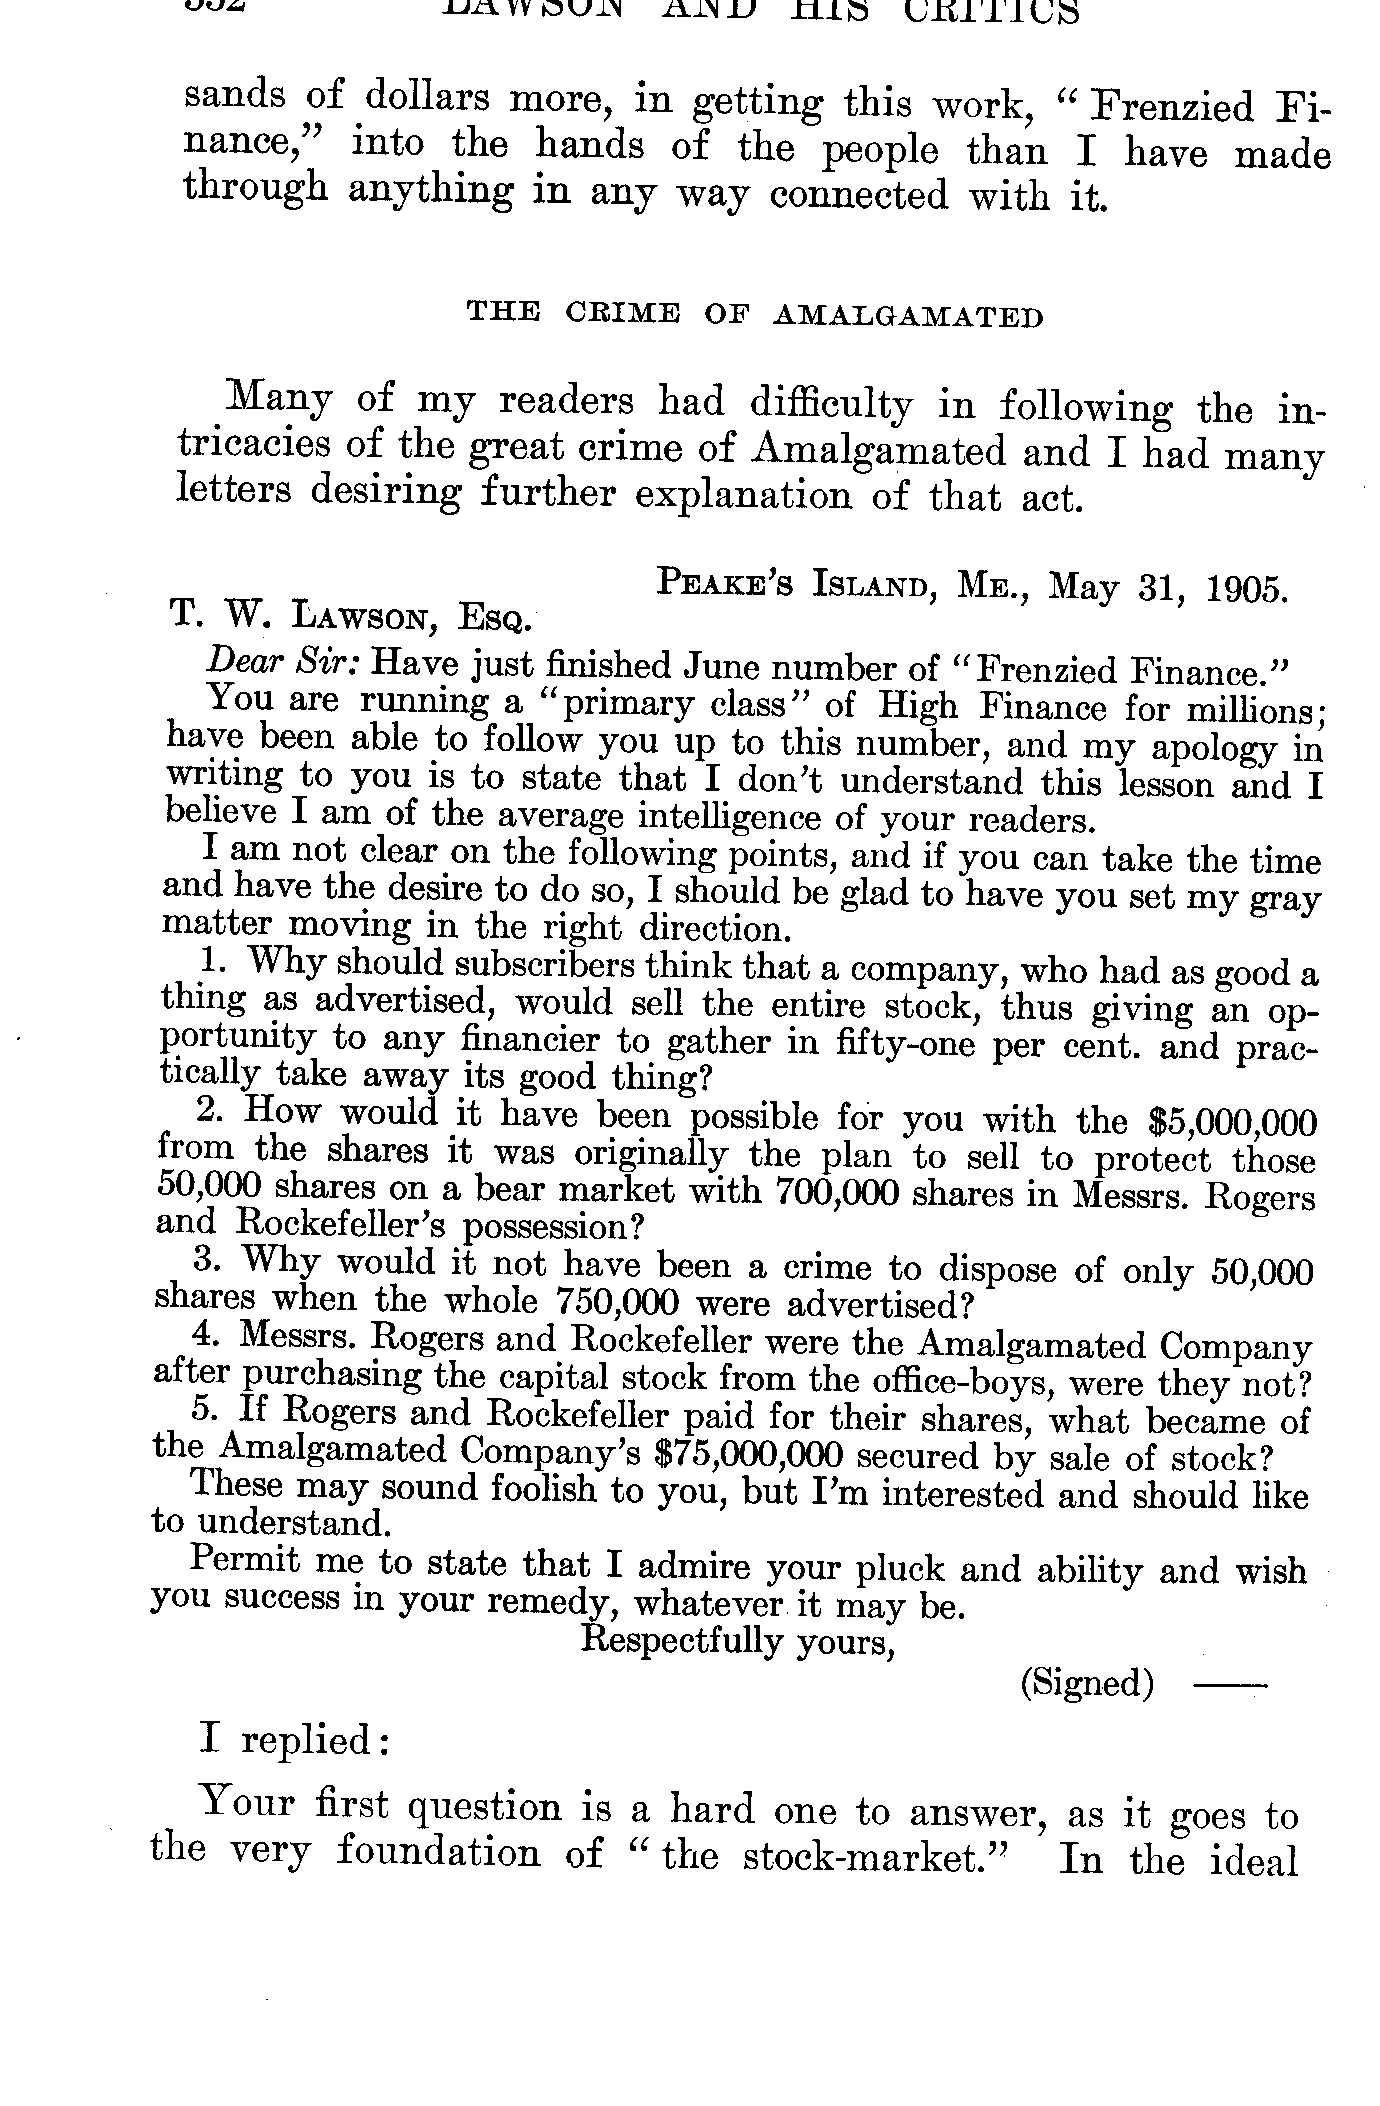 552 LAWSON AND HIS CRITICS
sands of dollars more, in getting this work, “Frenzied Fi-
nance,” into the hands of the people than I have made
through anything in any way connected with it.
THE CRIME OF AMALGAMATED
Many of my readers had difficulty in following the in-
tricacies of the great crime of Amalgamated and I had many
letters desiring further explanation of that act.
PEAKE’S ISLAND, ME., May 31, 1905.
T. W. LAWSON, ESQ.
Dear Sir: Have just finished June number of “Frenzied Finance.”
You are running a “primary class” of High Finance for millions;
have been able to follow you up to this number, and my apology in
writing to you is to state that I don’t understand this lesson and I
believe I am of the average intelligence of your readers.
I am not clear on the following points, and if you can take the time
and have the desire to do so, I should be glad to have you set my gray
matter moving in the right direction.
1. Why should subscribers think that a company, who had as good a
thing as advertised, would sell the entire stock, thus giving an op-
portunity to any financier to gather in fifty-one per cent. and prac-
tically take away its good thing?
2. How would it have been possible for you with the $5,000,000
from the shares it was originally the plan to sell to protect those
50,000 shares on a bear market with 700,000 shares in Messrs. Rogers
and Rockefeller’s possession?
3. Why would it not have been a crime to dispose of only 50,000
shares when the whole 750,000 were advertised?
4. Messrs. Rogers and Rockefeller were the Amalgamated Company
after purchasing the capital stock from the office-boys, were they not?
5. If Rogers and Rockefeller paid for their shares, what became of
the Amalgamated Company’s $75,000,000 secured by sale of stock?
These may sound foolish to you, but I’m interested and should like
to understand.
Permit me to state that I admire your pluck and ability and wish
you success in your remedy, whatever it may be.
Respectfully yours,
(Signed) ——
I replied:
Your first question is a hard one to answer, as it goes to
the very foundation of “the stock-market.” In the ideal